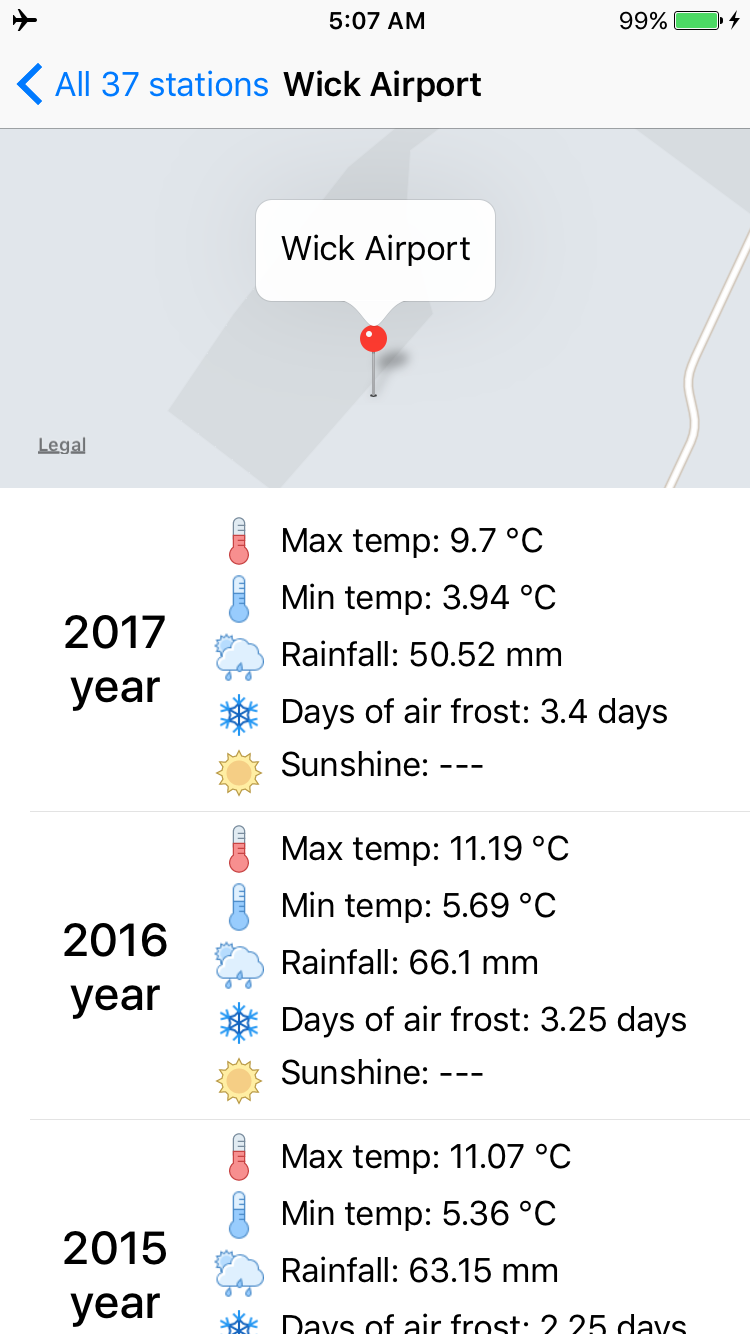 5:07 AM
99%
All 37 stations Wick Airport
Wick Airport
Legal
2017
year
Max temp: 9.7 °C
Min temp: 3.94 °C
Rainfall: 50.52 mm
Days of air frost: 3.4 days
Sunshine: ---
2016
year
Max temp: 11.19 °C
Min temp: 5.69 °C
Rainfall: 66.1 mm
Days of air frost: 3.25 days
Sunshine: ---
2015
year
Max temp: 11.07 °C
Min temp: 5.36 °C
Rainfall: 63.15 mm
Days of air frost: 2.25 days